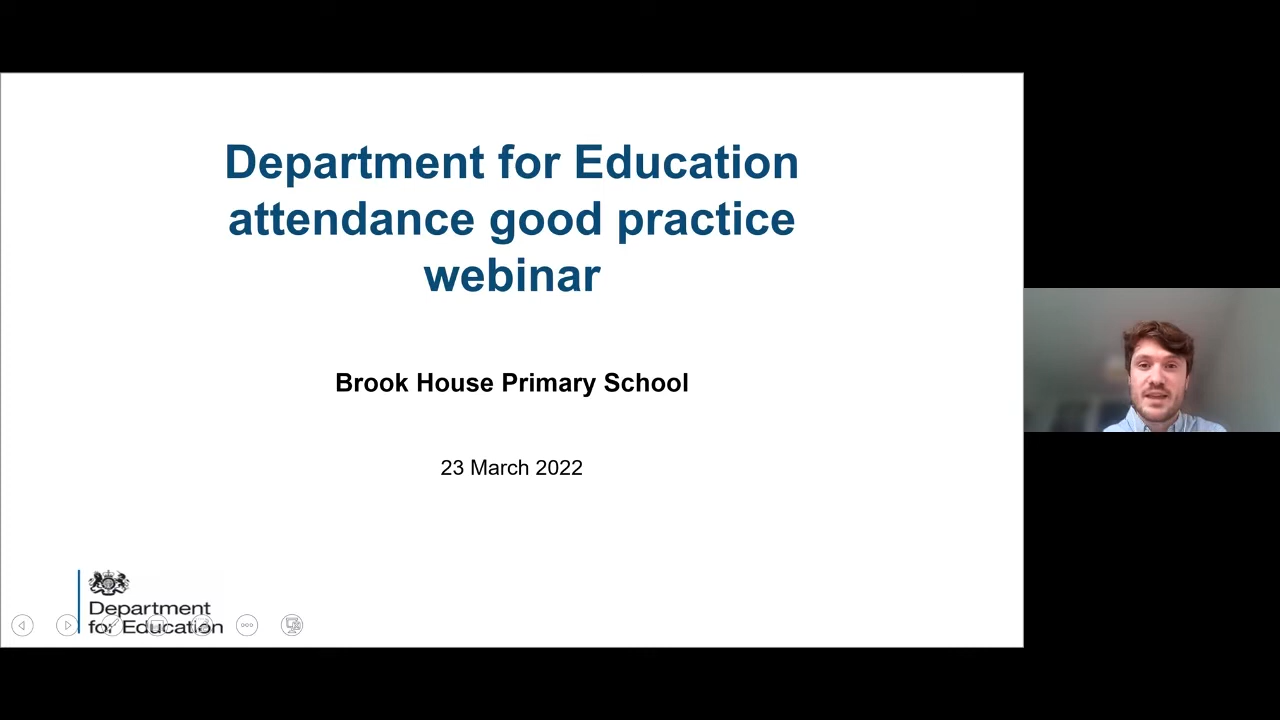 Department for Education
attendance good practice
webinar
Brook House Primary School
23 March 2022
Department
for Education